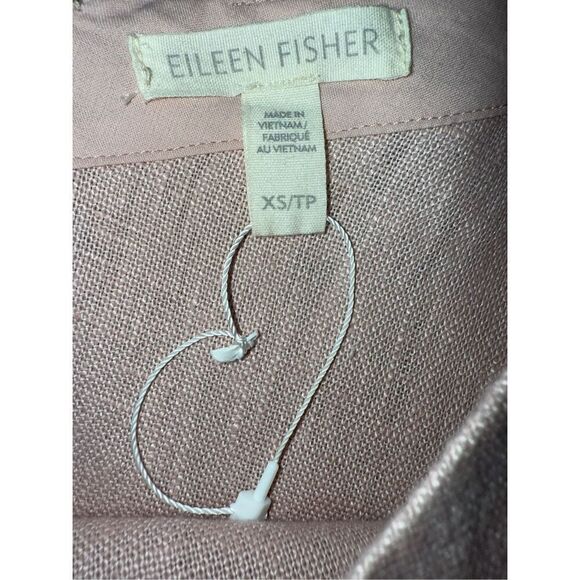 EILEEN FISHER
MADE IN
VIETNAM/
FABRIQUÉ
AU VIETNAM
XS/TP